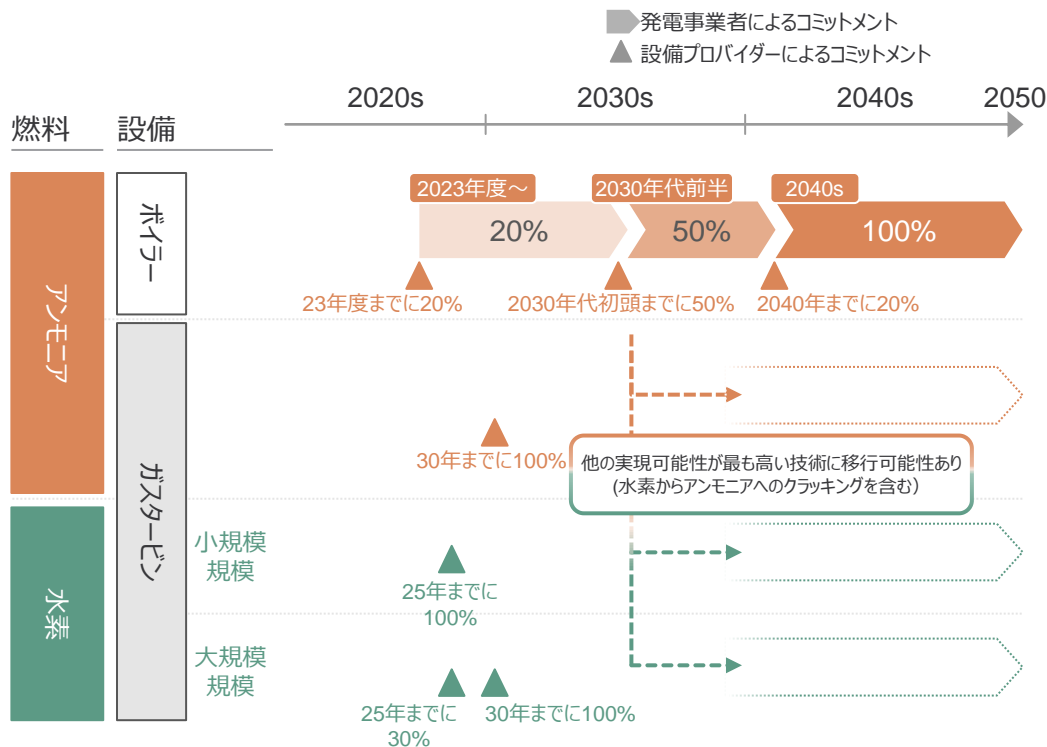 発電事業者によるコミットメント
設備プロバイダーによるコミットメント
2020s
2030s
2040s
2050
燃料
設備
アンモニア
ボイラー
2023年度～
2030年代前半
2040s
20%
50%
100%
23年度までに20%
2030年代初頭までに50%
2040年までに20%
ガスタービン
30年までに100%
他の実現可能性が最も高い技術に移行可能性あり
(水素からアンモニアへのクラッキングを含む）
水素
小規模
規模
25年までに
100%
大規模
規模
25年までに
30%
30年までに100%